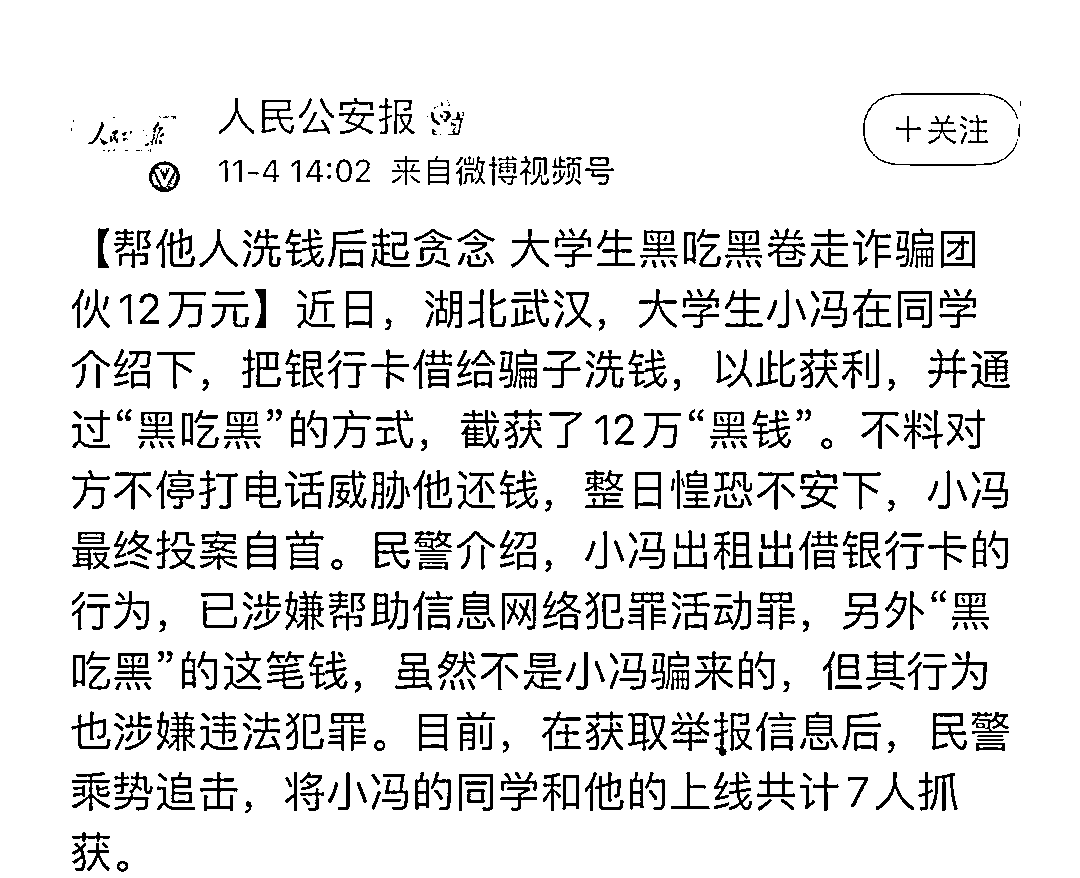 人民公安报
+关注
11-4 14:02 来自微博视频号
【帮他人洗钱后起贪念 大学生黑吃黑卷走诈骗团
伙12万元】近日，湖北武汉，大学生小冯在同学
介绍下，把银行卡借给骗子洗钱，以此获利，并通
过“黑吃黑”的方式，截获了12万“黑钱”。不料对
方不停打电话威胁他还钱，整日惶恐不安下，小冯
最终投案自首。民警介绍，小冯出租出借银行卡的
行为，已涉嫌帮助信息网络犯罪活动罪，另外“黑
吃黑”的这笔钱，虽然不是小冯骗来的，但其行为
也涉嫌违法犯罪。目前，在获取举报信息后，民警
乘势追击，将小冯的同学和他的上线共计7人抓
获。